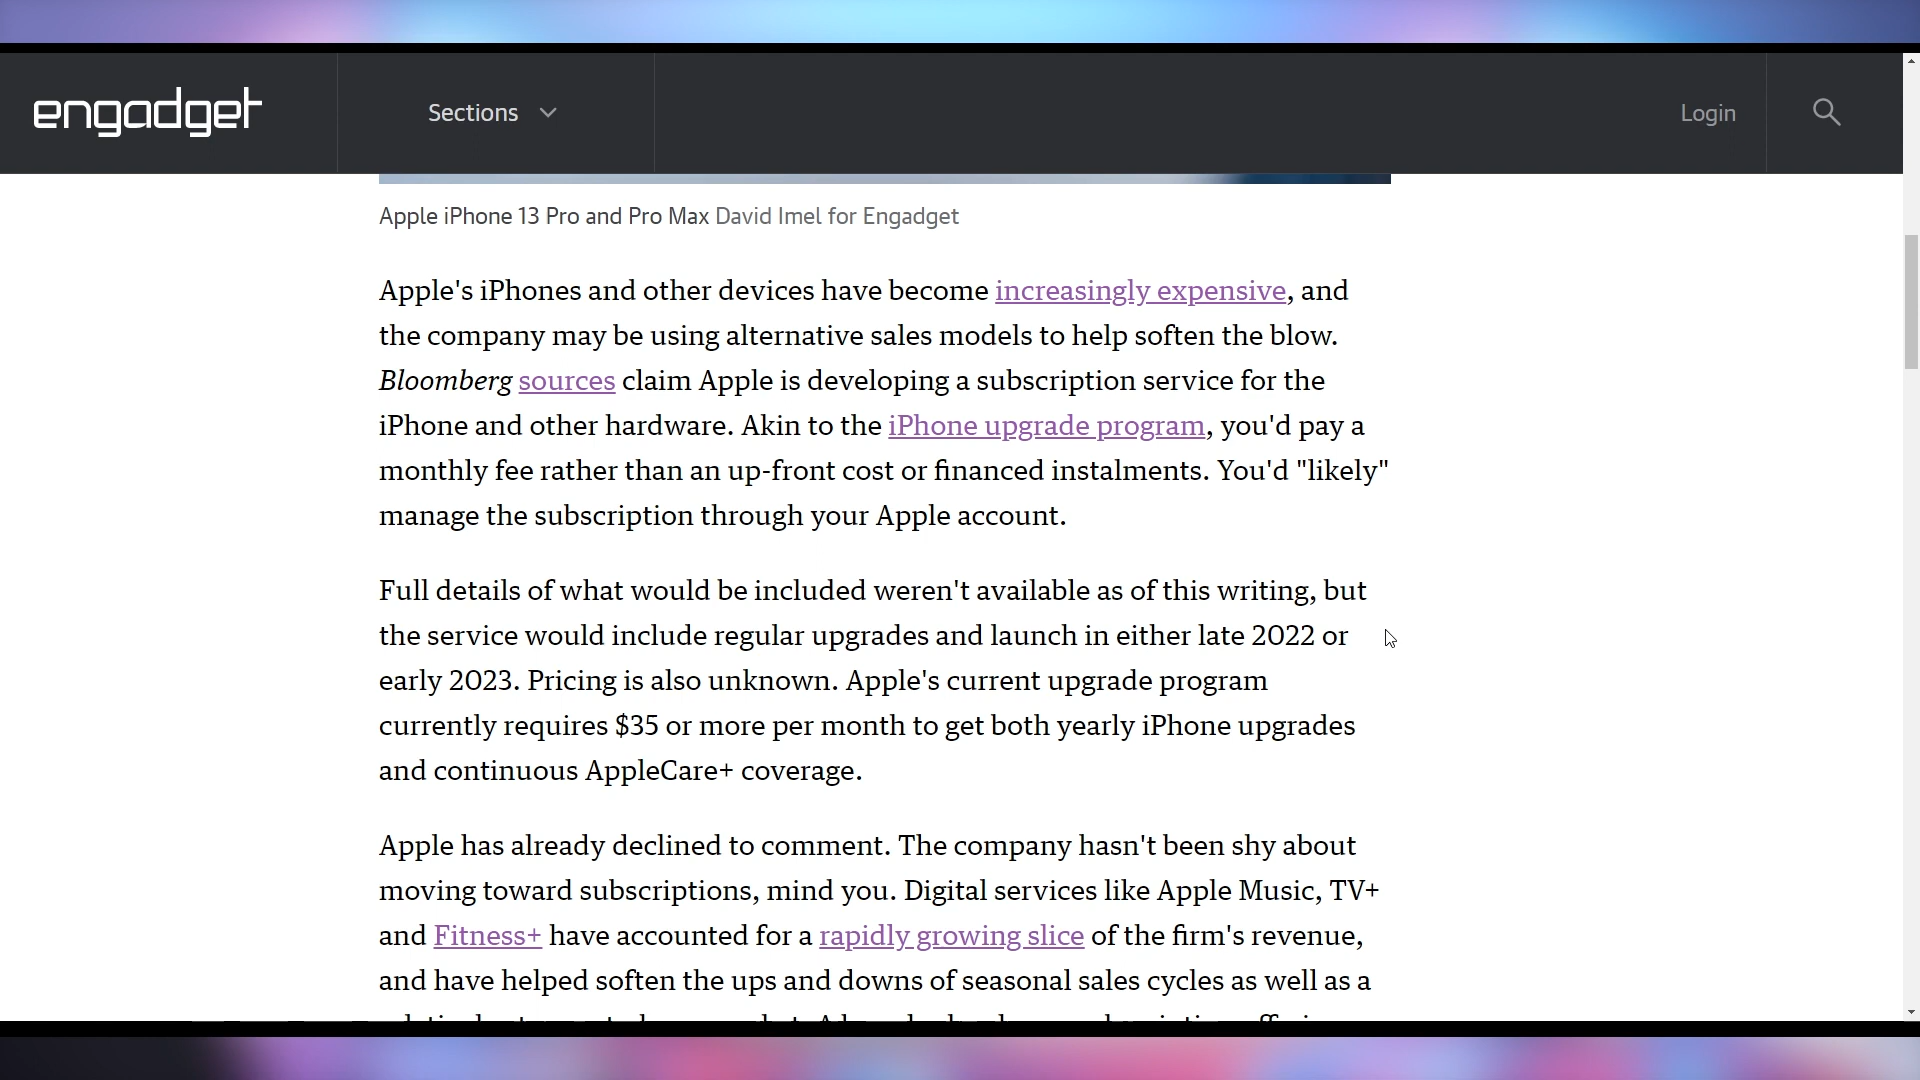 engadget
Sections
Login
Apple iPhone 13 Pro and Pro Max David Imel for Engadget
Apple's iPhones and other devices have become increasingly expensive, and
the company may be using alternative sales models to help soften the blow.
Bloomberg sources claim Apple is developing a subscription service for the
iPhone and other hardware. Akin to the iPhone upgrade program, you'd pay a
monthly fee rather than an up-front cost or financed instalments. You'd "likely"
manage the subscription through your Apple account.
Full details of what would be included weren't available as of this writing, but
the service would include regular upgrades and launch in either late 2022 or
early 2023. Pricing is also unknown. Apple's current upgrade program
currently requires $35 or more per month to get both yearly iPhone upgrades
and continuous AppleCare+ coverage.
Apple has already declined to comment. The company hasn't been shy about
moving toward subscriptions, mind you. Digital services like Apple Music, TV+
and Fitness+ have accounted for a rapidly growing slice of the firm's revenue,
and have helped soften the ups and downs of seasonal sales cycles as well as a